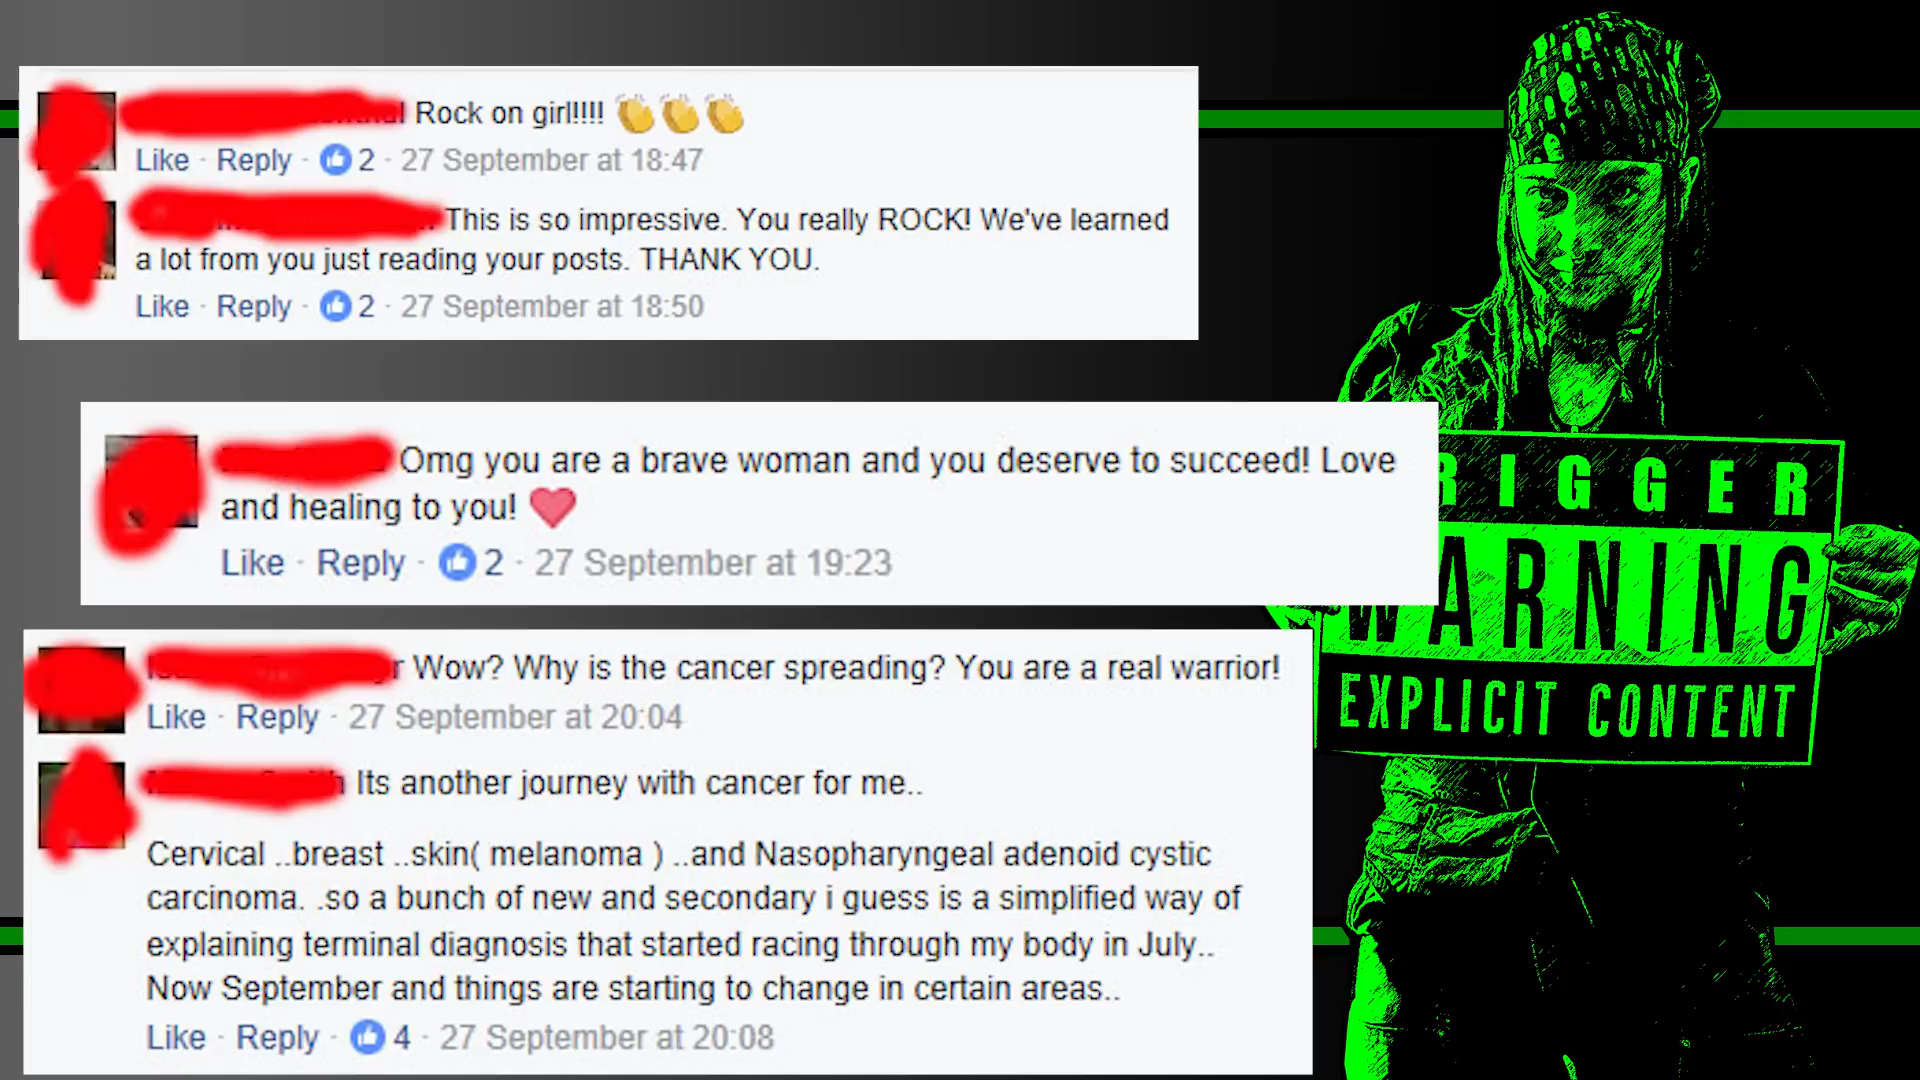 Rock on girl!!!! 👏👏👏
Like · Reply · 2 · 27 September at 18:47
This is so impressive. You really ROCK! We've learned
a lot from you just reading your posts. THANK YOU.
Like · Reply · 2 · 27 September at 18:50
Omg you are a brave woman and you deserve to succeed! Love
and healing to you! ❤
Like · Reply · 2 · 27 September at 19:23
Wow? Why is the cancer spreading? You are a real warrior!
Like · Reply · 27 September at 20:04
Its another journey with cancer for me..
Cervical ..breast ..skin( melanoma ) ..and Nasopharyngeal adenoid cystic
carcinoma. .so a bunch of new and secondary i guess is a simplified way of
explaining terminal diagnosis that started racing through my body in July..
Now September and things are starting to change in certain areas..
Like · Reply · 4 · 27 September at 20:08
RIGGER
WARNING
EXPLICIT CONTENT